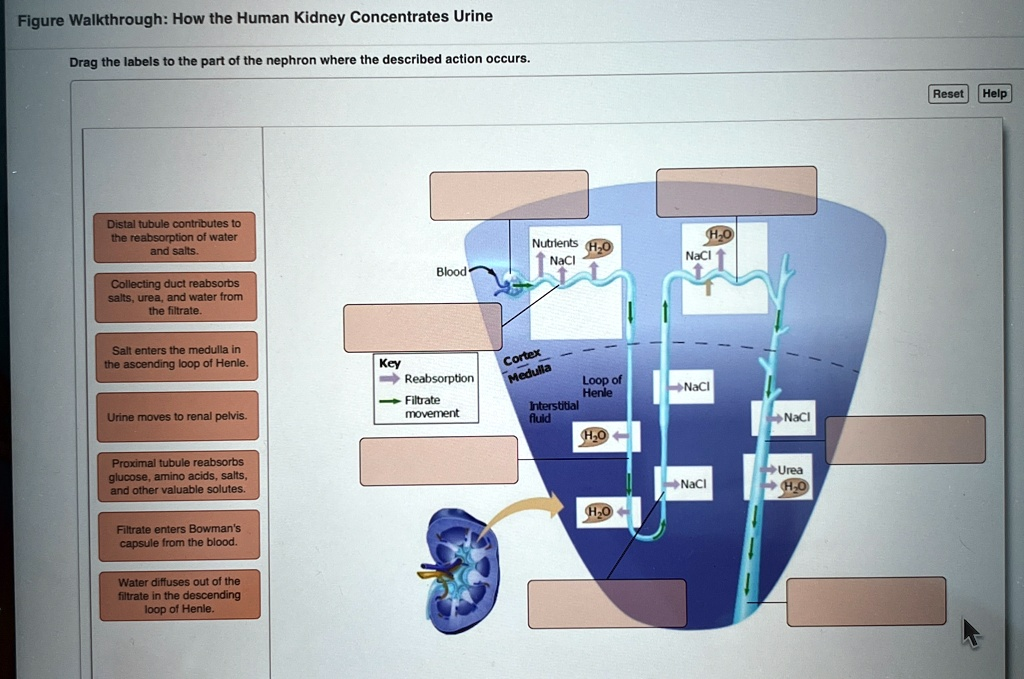 Figure Walkthrough: How the Human Kidney Concentrates Urine
Drag the labels to the part of the nephron where the described action occurs.
Reset
Help
Distal tubule contributes to
the reabsorption of water
and salts.
Collecting duct reabsorbs
salts, urea, and water from
the filtrate.
Salt enters the medulla in
the ascending loop of Henle.
Urine moves to renal pelvis.
Proximal tubule reabsorbs
glucose, amino acids, salts,
and other valuable solutes.
Filtrate enters Bowman's
capsule from the blood.
Water diffuses out of the
filtrate in the descending
loop of Henle.
Nutrients
H₂O
NaCl
Blood
H₂O
NaCl
Key
Reabsorption
Filtrate
movement
Cortex
Medulla
Loop of
Henle
Interstitial
fluid
NaCl
NaCl
H₂O
Urea
H₂O
NaCl
H₂O